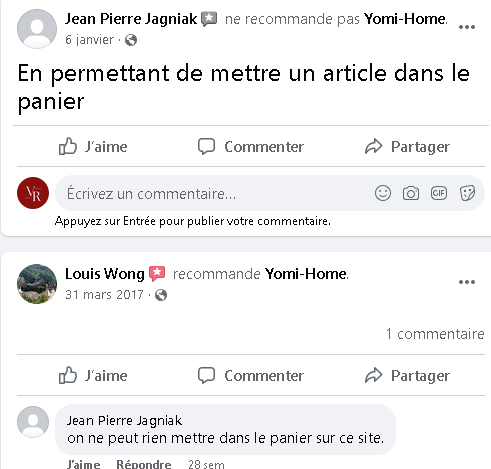 Jean Pierre Jagniak ne recommande pas Yomi-Home.
6 janvier ·
En permettant de mettre un article dans le
panier
J'aime Commenter Partager
R
Écrivez un commentaire...
GIF
Appuyez sur Entrée pour publier votre commentaire.
Louis Wong recommande Yomi-Home.
31 mars 2017 ·
1 commentaire
J'aime Commenter Partager
Jean Pierre Jagniak
on ne peut rien mettre dans le panier sur ce site.
J'aime Répondre 28 sem